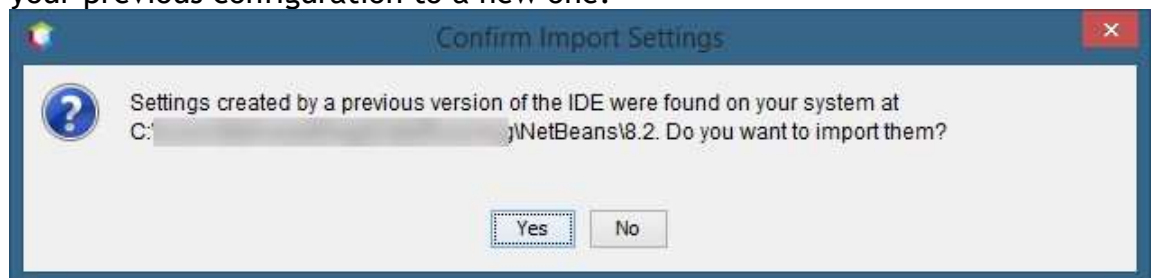 your previous configuration to a new one.
Confirm Import Settings
Settings created by a previous version of the IDE were found on your system at
C:\ g\NetBeans\8.2. Do you want to import them?
Yes No